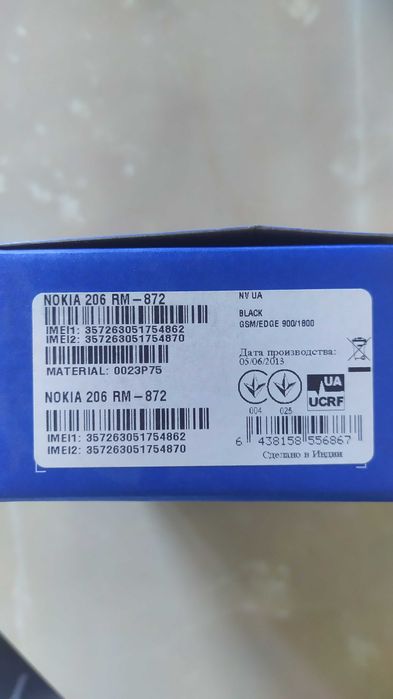 NOKIA 206 RM-872
IMEI1: 357263051754862
IMEI2: 357263051754870
MATERIAL: 0023P75
NOKIA 206 RM-872
IMEI1: 357263051754862
IMEI2: 357263051754870
NV UA
BLACK
GSM/EDGE 900/1800
Дата производства:
05/06/2013
004 025
UA
UCRF
6 438158 556867
Сделано в Индии